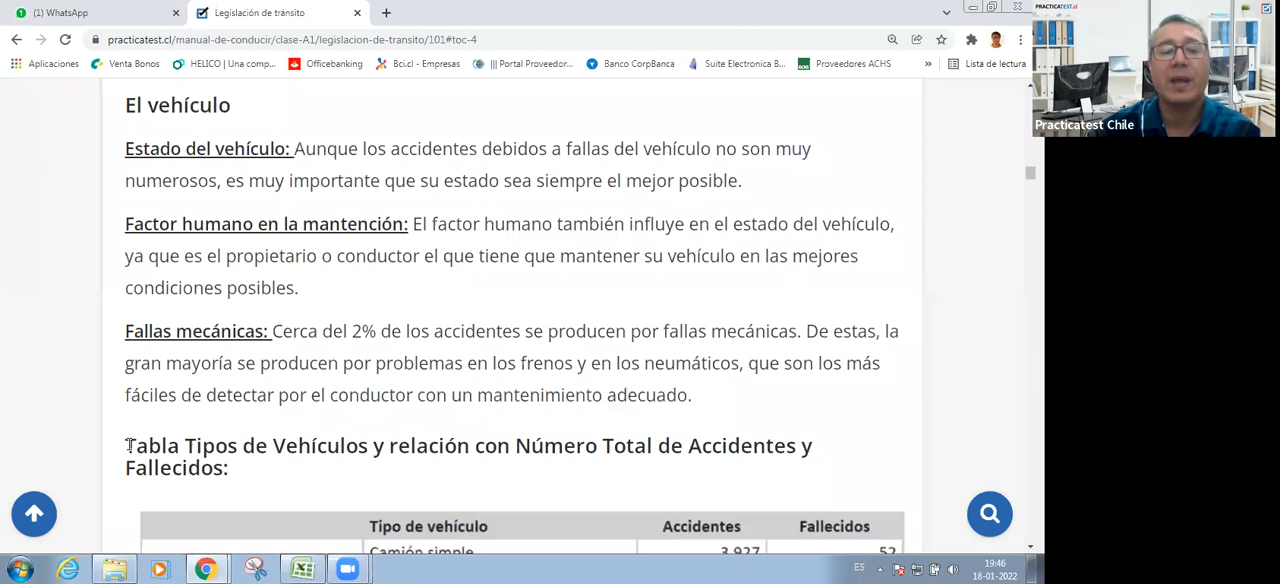 (1) WhatsApp
Legislación de tránsito
practicatest.cl/manual-de-conducir/clase-A1/legislacion-de-transito/101#toc-4
Aplicaciones
Venta Bonos
HELICO | Una comp...
Officebanking
Bci.cl - Empresas
||| Portal Proveedor...
Banco CorpBanca
Suite Electronica B...
Proveedores ACHS
»
Lista de lectura
PRACTICATEST.cl
Practicatest Chile
El vehículo
Estado del vehículo: Aunque los accidentes debidos a fallas del vehículo no son muy
numerosos, es muy importante que su estado sea siempre el mejor posible.
Factor humano en la mantención: El factor humano también influye en el estado del vehículo,
ya que es el propietario o conductor el que tiene que mantener su vehículo en las mejores
condiciones posibles.
Fallas mecánicas: Cerca del 2% de los accidentes se producen por fallas mecánicas. De estas, la
gran mayoría se producen por problemas en los frenos y en los neumáticos, que son los más
fáciles de detectar por el conductor con un mantenimiento adecuado.
Tabla Tipos de Vehículos y relación con Número Total de Accidentes y
Fallecidos:
Tipo de vehículo Accidentes Fallecidos
Camión simple 3.927 52
ES
19:46
18-01-2022